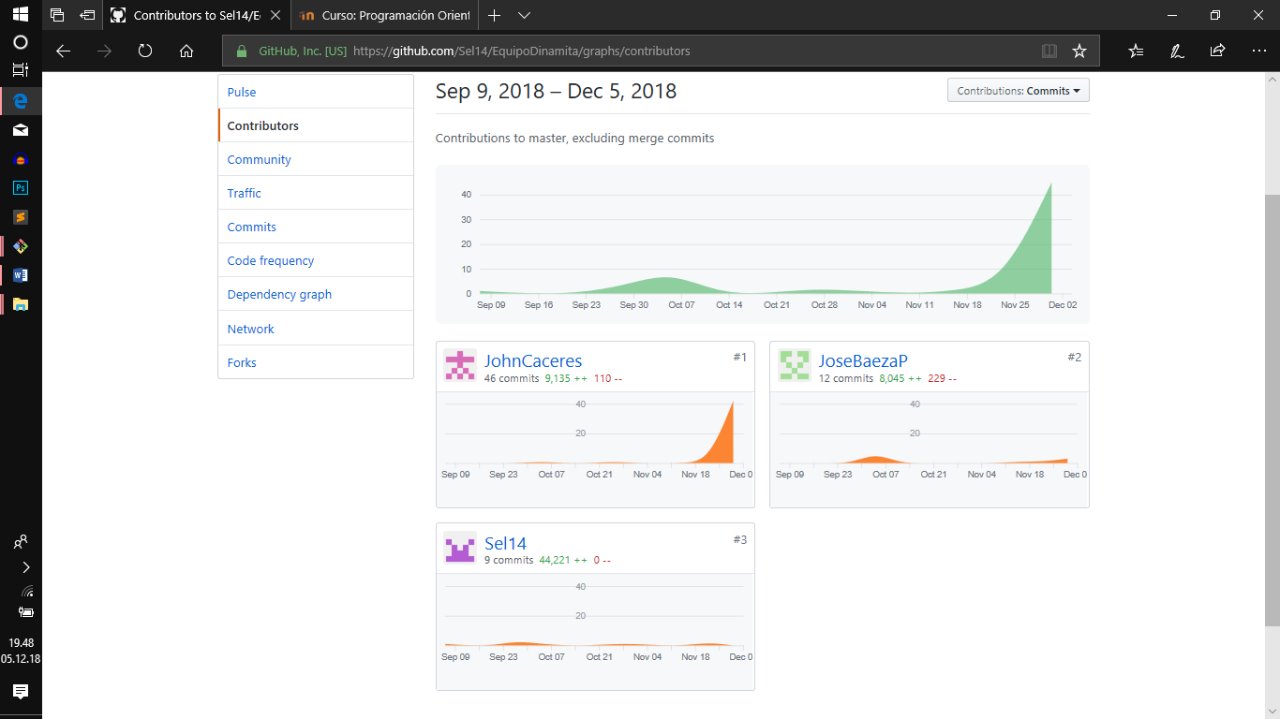 Contributors to Sel14/E
Curso: Programación Orient
GitHub, Inc. [US] https://github.com/Sel14/EquipoDinamita/graphs/contributors
Pulse
Contributors
Community
Traffic
Commits
Code frequency
Dependency graph
Network
Forks
Sep 9, 2018 – Dec 5, 2018
Contributions: Commits
Contributions to master, excluding merge commits
40
30
20
10
0
Sep 09 Sep 16 Sep 23 Sep 30 Oct 07 Oct 14 Oct 21 Oct 28 Nov 04 Nov 11 Nov 18 Nov 25 Dec 02
JohnCaceres #1
46 commits 9,135 ++ 110 --
40
20
Sep 09 Sep 23 Oct 07 Oct 21 Nov 04 Nov 18 Dec 0
JoseBaezaP #2
12 commits 8,045 ++ 229 --
40
20
Sep 09 Sep 23 Oct 07 Oct 21 Nov 04 Nov 18 Dec 0
Sel14 #3
9 commits 44,221 ++ 0 --
40
20
Sep 09 Sep 23 Oct 07 Oct 21 Nov 04 Nov 18 Dec 0
Ps
19.48
05.12.18